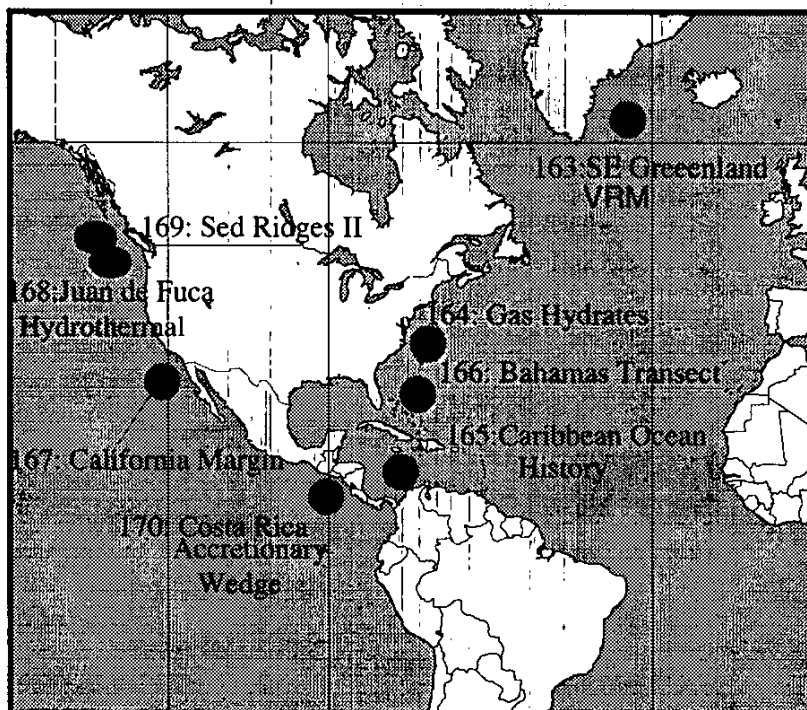 163:SE Greeenland
VRM
169: Sed Ridges II
168:Juan de Fuca
Hydrothermal
164: Gas Hydrates
166: Bahamas Transect
165:Caribbean Ocean
History
167: California Margin
170: Costa Rica
Accretionary
Wedge